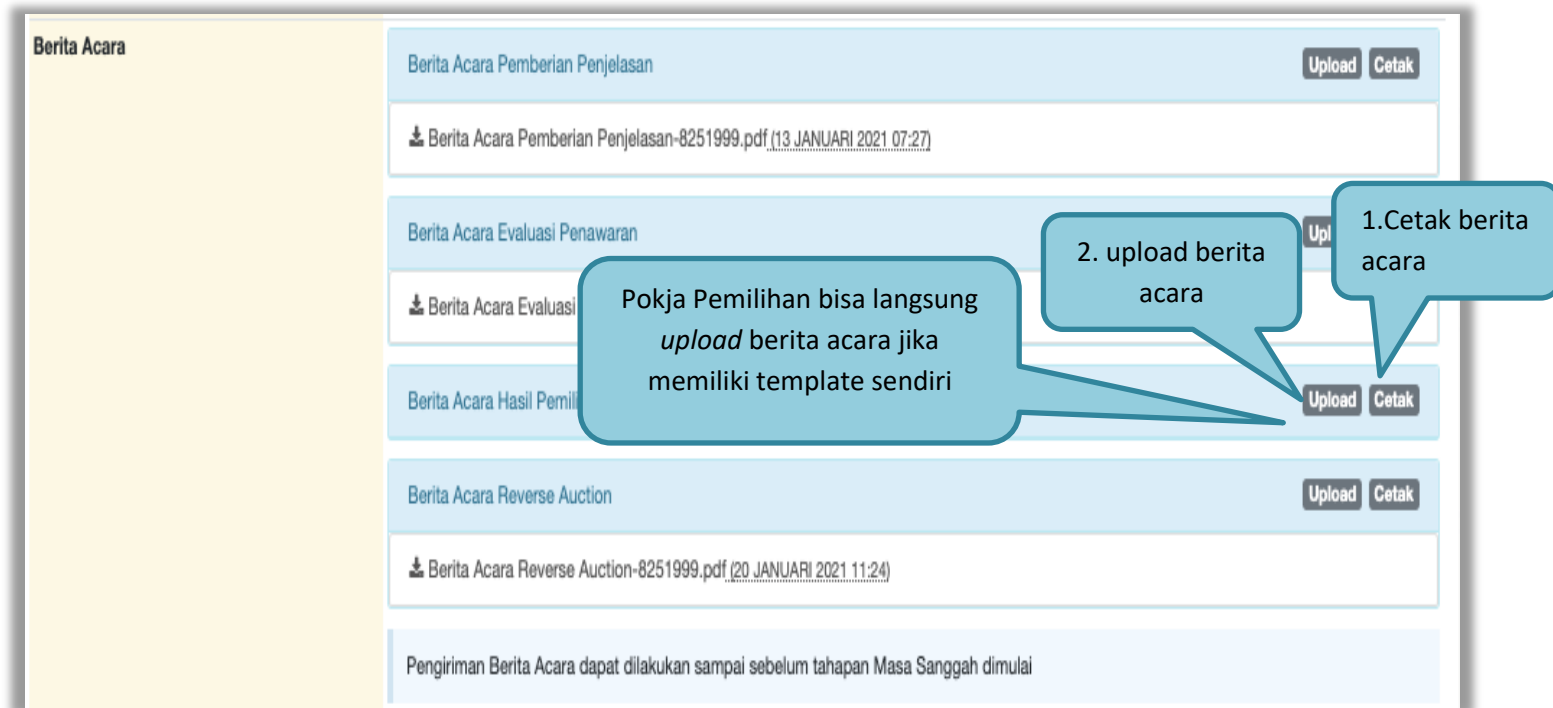 Berita Acara
Berita Acara Pemberian Penjelasan
Upload Cetak
Berita Acara Pemberian Penjelasan-8251999.pdf (13 JANUARI 2021 07:27)
Berita Acara Evaluasi Penawaran
1.Cetak berita
acara
2. upload berita
acara
Berita Acara Evaluasi
Pokja Pemilihan bisa langsung
upload berita acara jika
memiliki template sendiri
Berita Acara Hasil
Upload Cetak
Berita Acara Reverse Auction
Upload Cetak
Berita Acara Reverse Auction-8251999.pdf (20 JANUARI 2021 11:24)
Pengiriman Berita Acara dapat dilakukan sampai sebelum tahapan Masa Sanggah dimulai